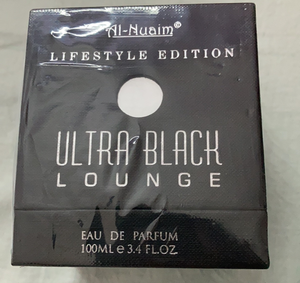 Al-Nuaim©
LIFESTYLE EDITION
ULTRA BLACK
LOUNGE
EAU DE PARFUM
100ML e 3.4 FL.OZ.